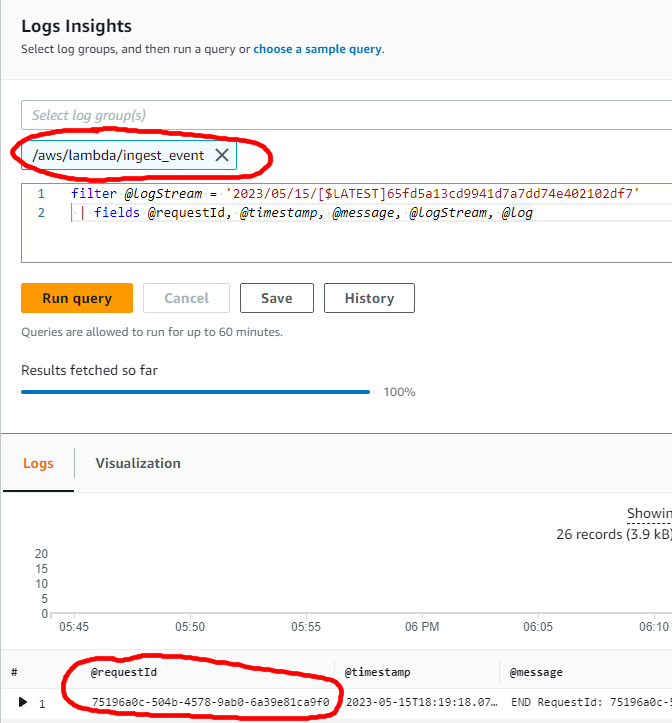 Logs Insights
Select log groups, and then run a query or choose a sample query.
Select log group(s)
/aws/lambda/ingest_event
1 filter @logStream = '2023/05/15/[$LATEST]65fd5a13cd9941d7a7dd74e402102df7'
2 | fields @requestId, @timestamp, @message, @logStream, @log
Run query Cancel Save History
Queries are allowed to run for up to 60 minutes.
Results fetched so far
100%
Logs Visualization
Showin
26 records (3.9 kB)
20
15
10
5
0
05:45 05:50 05:55 06 PM 06:05 06:10
# @requestId @timestamp @message
1 75196a0c-504b-4578-9ab0-6a39e81ca9f0 2023-05-15T18:19:18.07… END RequestId: 75196a0c-5